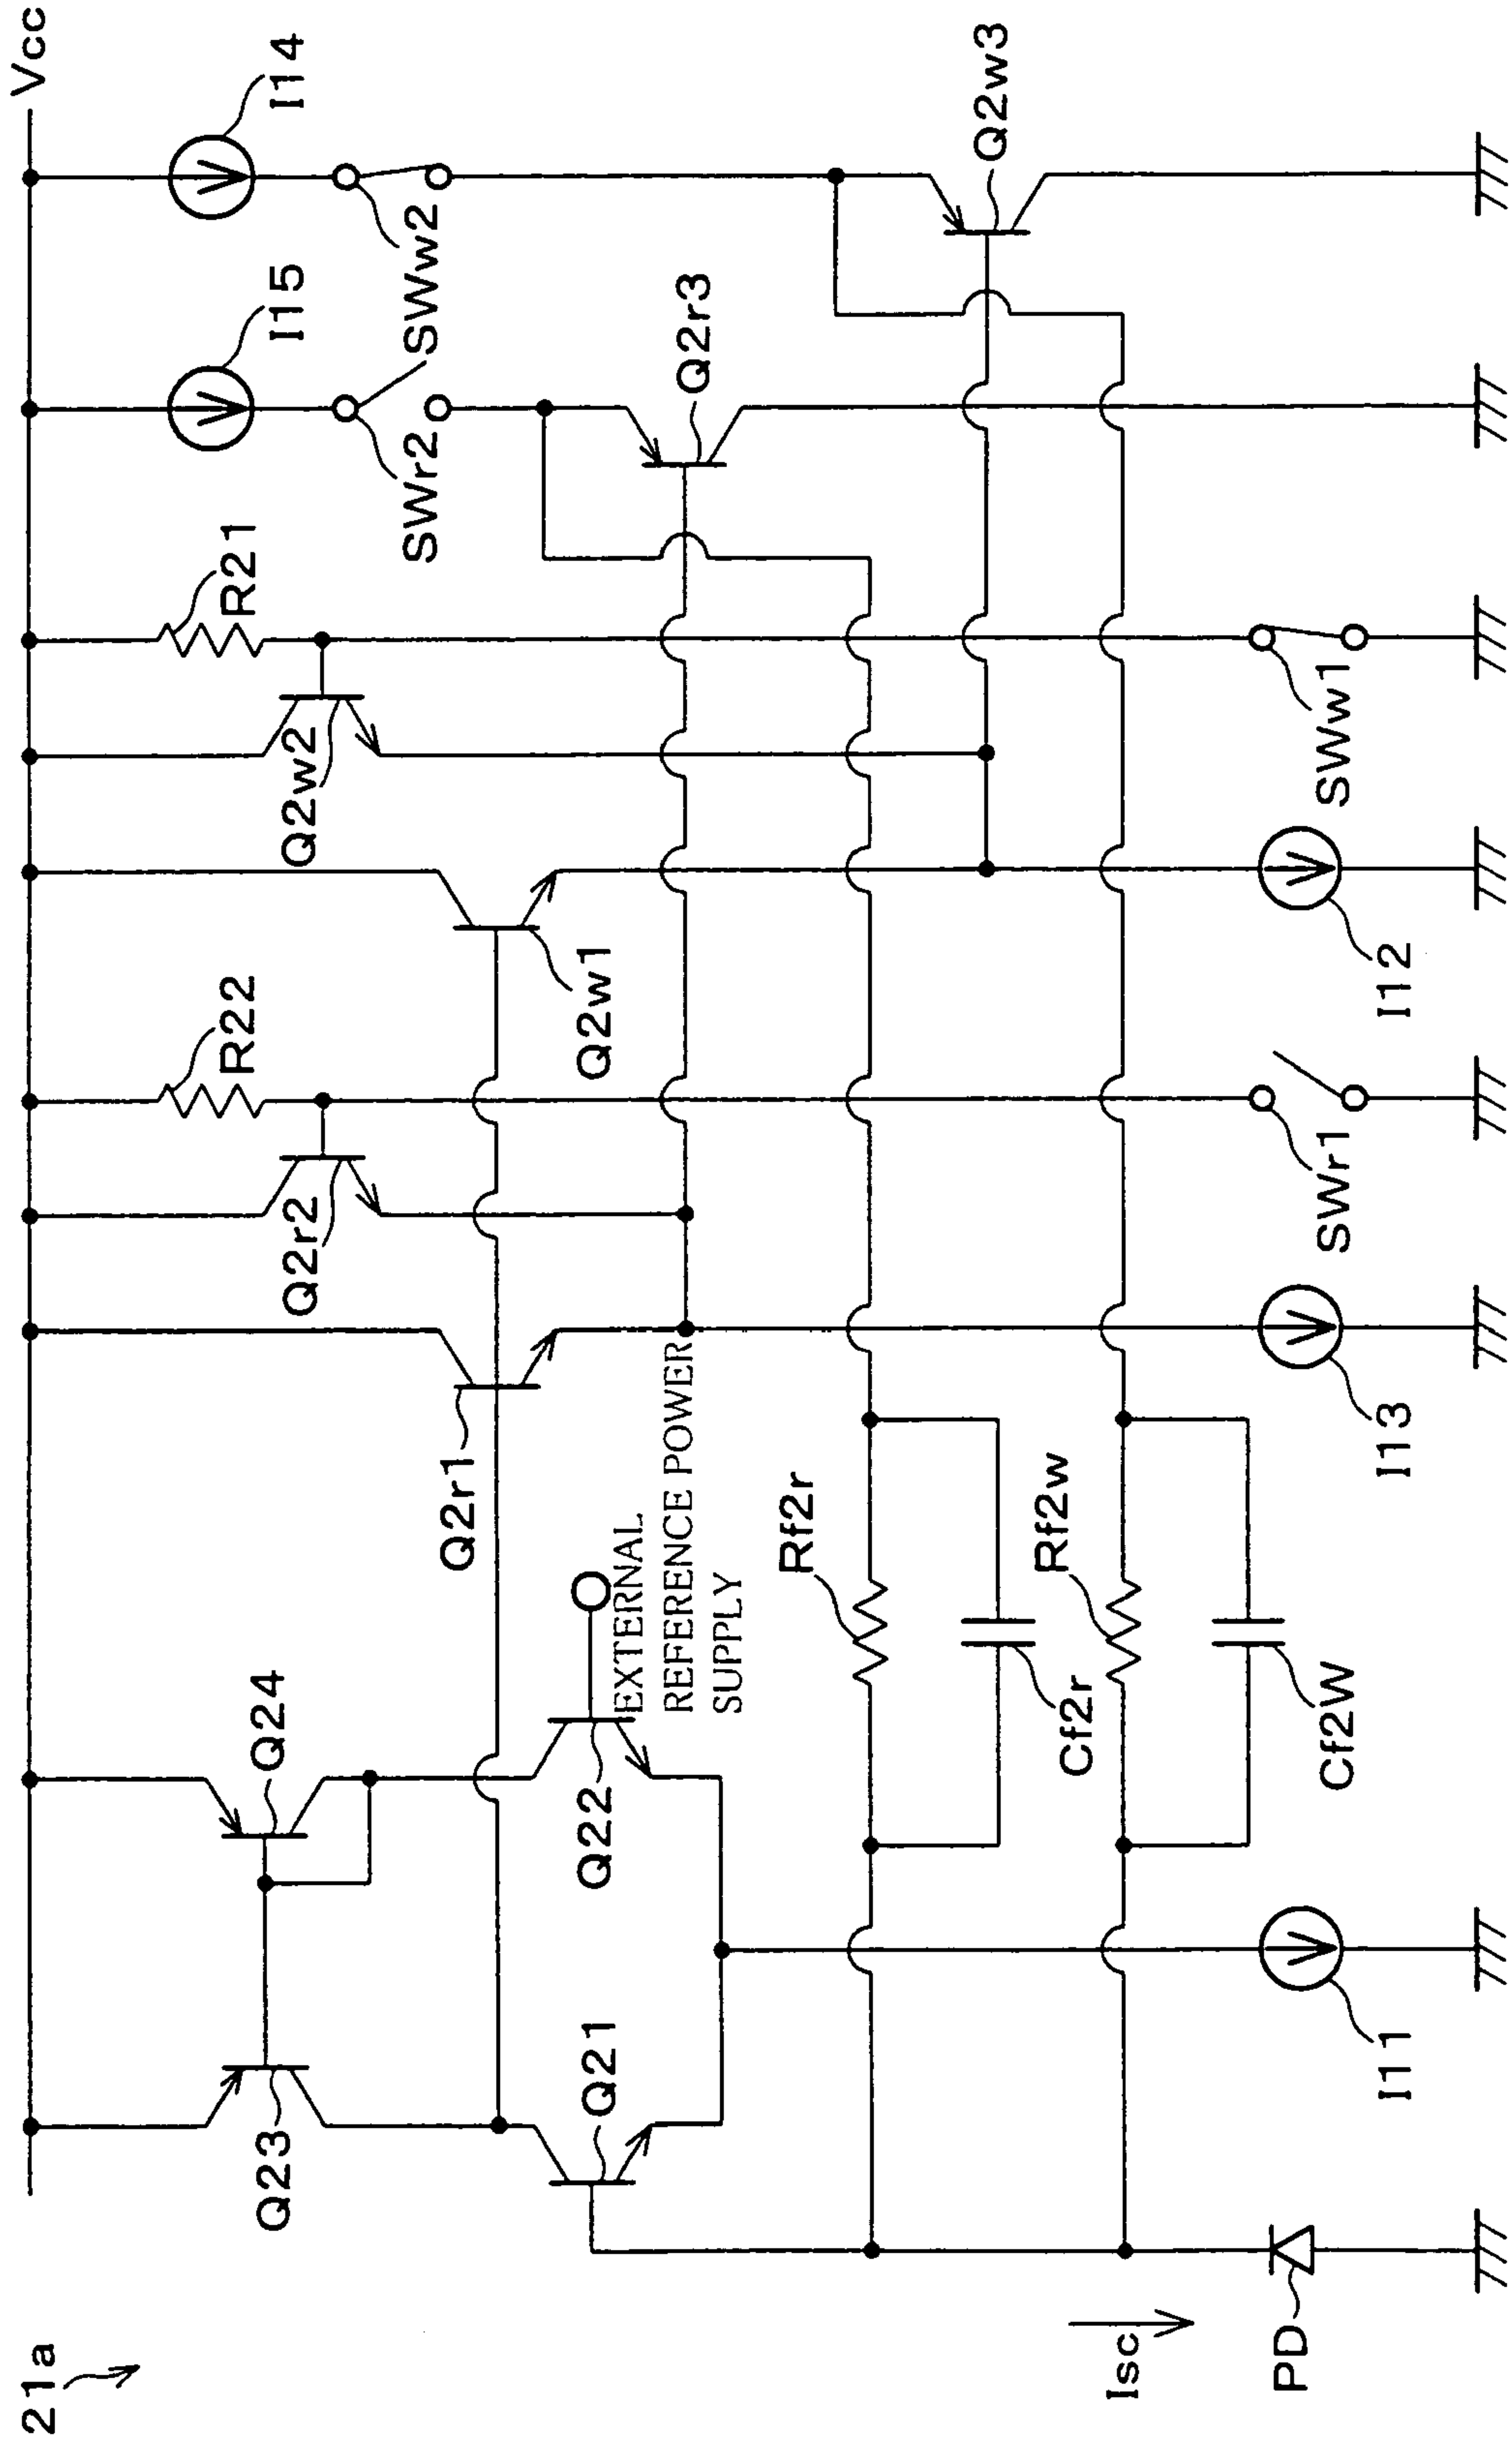 Vcc
I14
I15
SWw2
SWr2
Q2w3
Q2r3
R21
Q2w2
SWw1
Q2w1
I12
R22
Q2r2
SWr1
Q2r1
I13
EXTERNAL
REFERENCE POWER
SUPPLY
Rf2r
Cf2r
Rf2w
Cf2W
Q24
Q22
Q23
Q21
I11
Isc
PD
21a